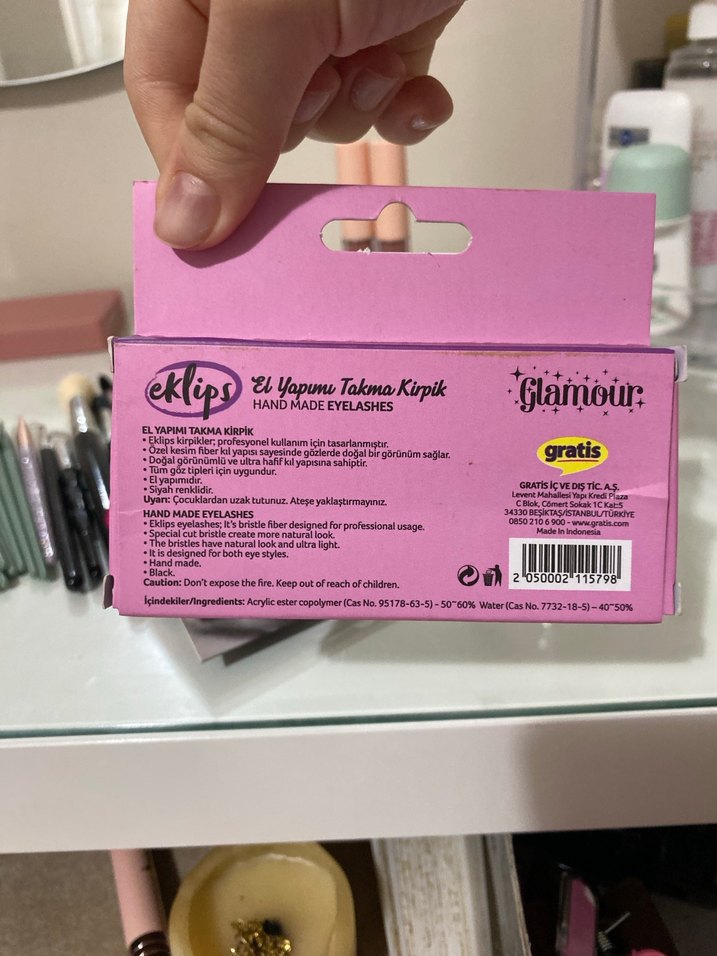 eklips
El Yapımı Takma Kirpik
HAND MADE EYELASHES
Glamour
EL YAPIMI TAKMA KİRPİK
• Eklips kirpikler; profesyonel kullanım için tasarlanmıştır.
• Özel kesim fiber kıl yapısı sayesinde gözlerde doğal bir görünüm sağlar.
• Doğal görünümlü ve ultra hafif kıl yapısına sahiptir.
• Tüm göz tipleri için uygundur.
• El yapımıdır.
• Siyah renklidir.
Uyarı: Çocuklardan uzak tutunuz. Ateşe yaklaştırmayınız.
HAND MADE EYELASHES
• Eklips eyelashes; It's bristle fiber designed for professional usage.
• Special cut bristle create more natural look.
• The bristles have natural look and ultra light.
• It is designed for both eye styles.
• Hand made.
• Black.
Caution: Don't expose the fire. Keep out of reach of children.
gratis
GRATIS İÇ VE DIŞ TİC. A.Ş.
Levent Mahallesi Yapı Kredi Plaza
C Blok, Cömert Sokak 1C Kat:5
34330 BEŞİKTAŞ/İSTANBUL/TÜRKİYE
0850 210 6 900 - www.gratis.com
Made In Indonesia
2 050002 115798
İçindekiler/Ingredients: Acrylic ester copolymer (Cas No. 95178-63-5) - 50~60% Water (Cas No. 7732-18-5) – 40~50%